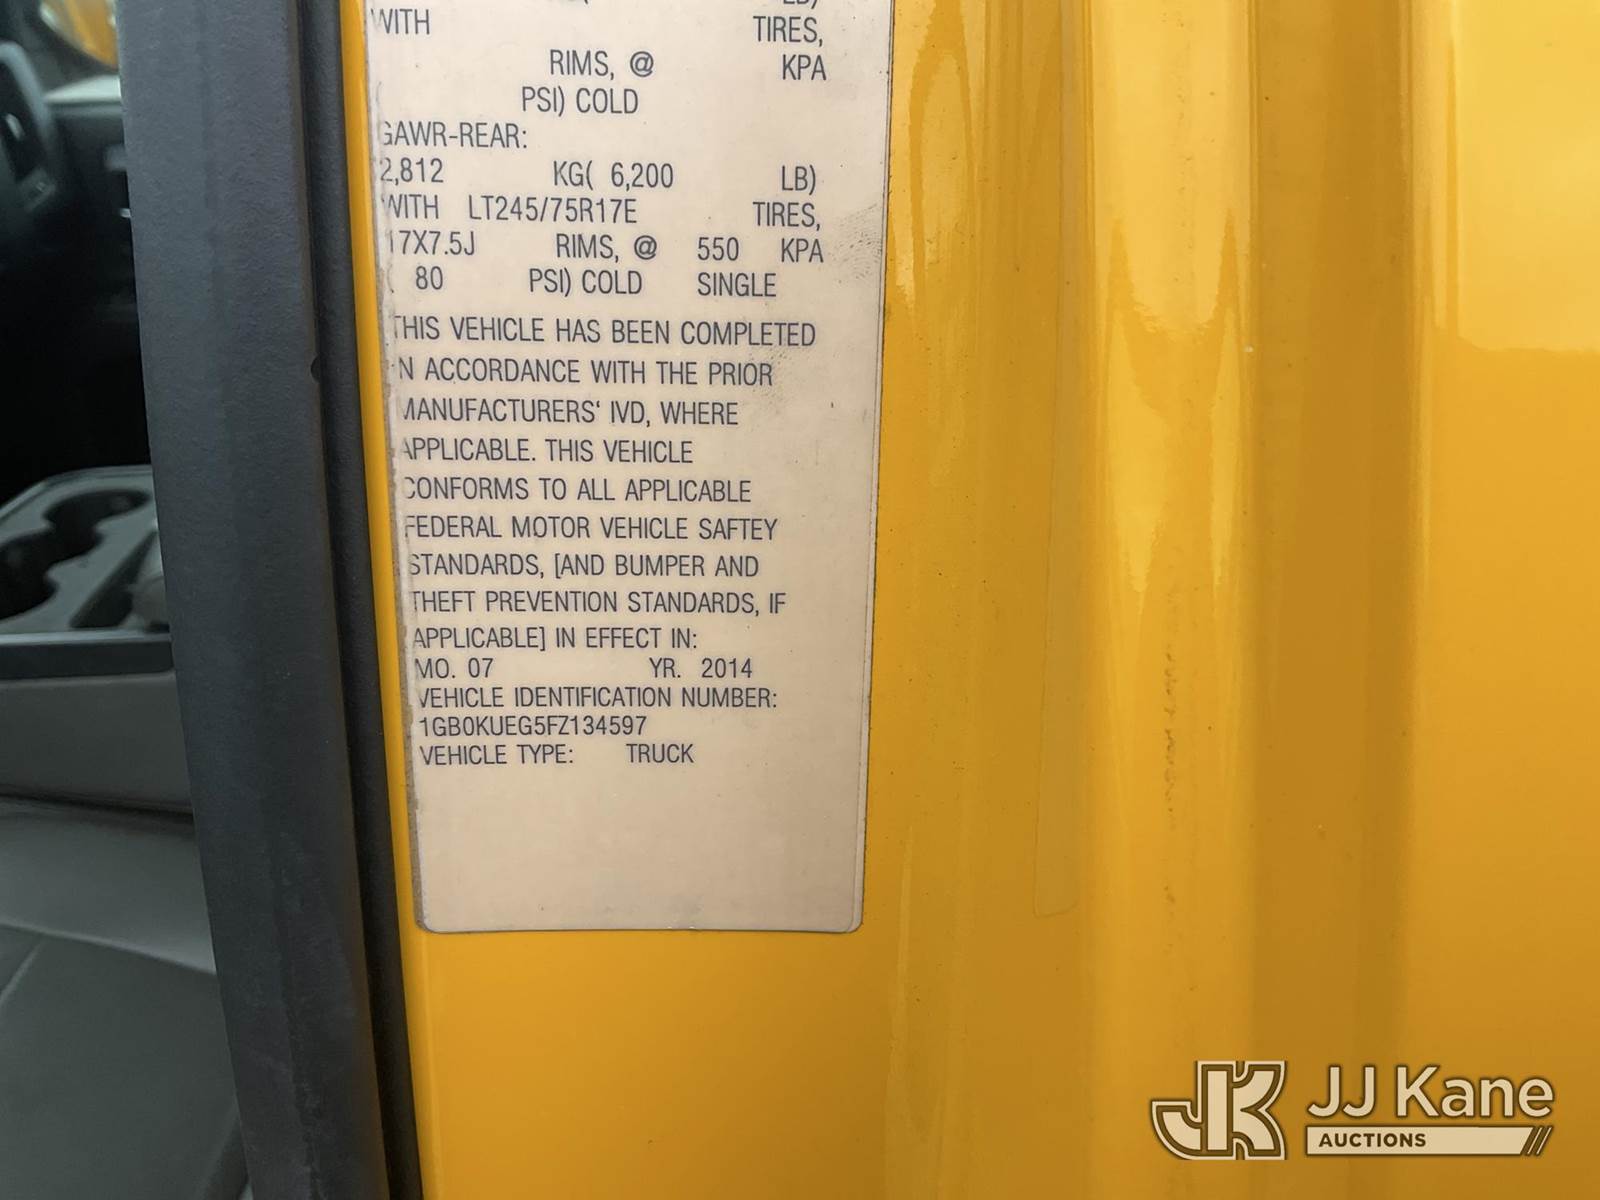 WITH TIRES,
RIMS, @ KPA
( PSI) COLD
GAWR-REAR:
2,812 KG( 6,200 LB)
WITH LT245/75R17E TIRES,
17X7.5J RIMS, @ 550 KPA
( 80 PSI) COLD SINGLE
THIS VEHICLE HAS BEEN COMPLETED
IN ACCORDANCE WITH THE PRIOR
MANUFACTURERS' IVD, WHERE
APPLICABLE. THIS VEHICLE
CONFORMS TO ALL APPLICABLE
FEDERAL MOTOR VEHICLE SAFTEY
STANDARDS, [AND BUMPER AND
THEFT PREVENTION STANDARDS, IF
APPLICABLE] IN EFFECT IN:
MO. 07 YR. 2014
VEHICLE IDENTIFICATION NUMBER:
1GB0KUEG5FZ134597
VEHICLE TYPE: TRUCK
JK JJ Kane
AUCTIONS